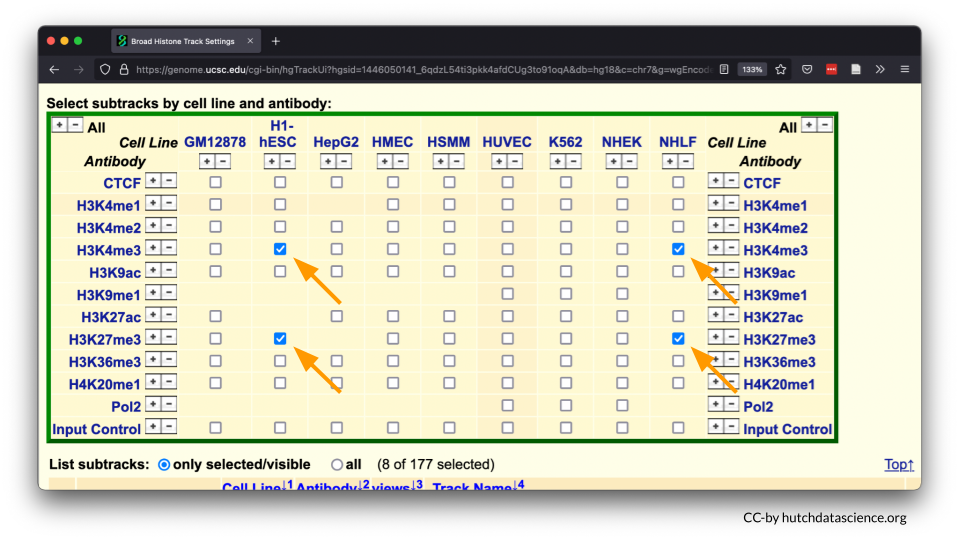 Broad Histone Track Settings
https://genome.ucsc.edu/cgi-bin/hgTrackUi?hgsid=1446050141_6qdzL54ti3pkk4afdCUg3to91oqA&db=hg18&c=chr7&g=wgEncod 133%
Select subtracks by cell line and antibody:
+ - All All + -
Cell Line GM12878 H1-hESC HepG2 HMEC HSMM HUVEC K562 NHEK NHLF Cell Line
Antibody + - + - + - + - + - + - + - + - + - Antibody
CTCF + - + - CTCF
H3K4me1 + - + - H3K4me1
H3K4me2 + - + - H3K4me2
H3K4me3 + - + - H3K4me3
H3K9ac + - + - H3K9ac
H3K9me1 + - + - H3K9me1
H3K27ac + - + - H3K27ac
H3K27me3 + - + - H3K27me3
H3K36me3 + - + - H3K36me3
H4K20me1 + - + - H4K20me1
Pol2 + - + - Pol2
Input Control + - + - Input Control
List subtracks: only selected/visible all (8 of 177 selected) Top↑
Cell Line↓1 Antibody↓2 views↓3 Track Name↓4
CC-by hutchdatascience.org